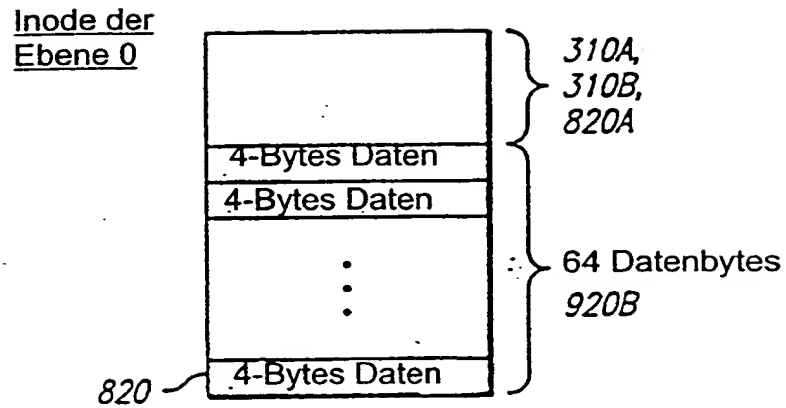 Inode der
Ebene 0
310A,
310B,
820A
4-Bytes Daten
4-Bytes Daten
64 Datenbytes
920B
820
4-Bytes Daten